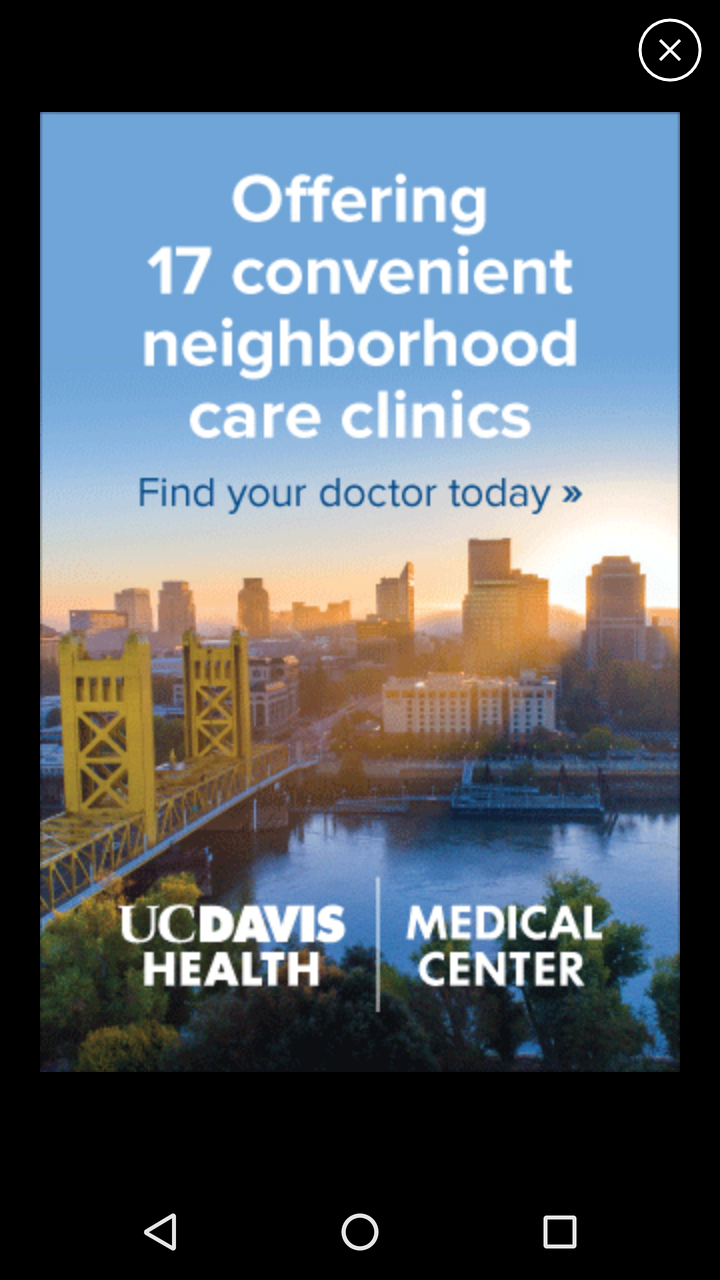 Offering
17 convenient
neighborhood
care clinics
Find your doctor today »
UCDAVIS HEALTH | MEDICAL CENTER